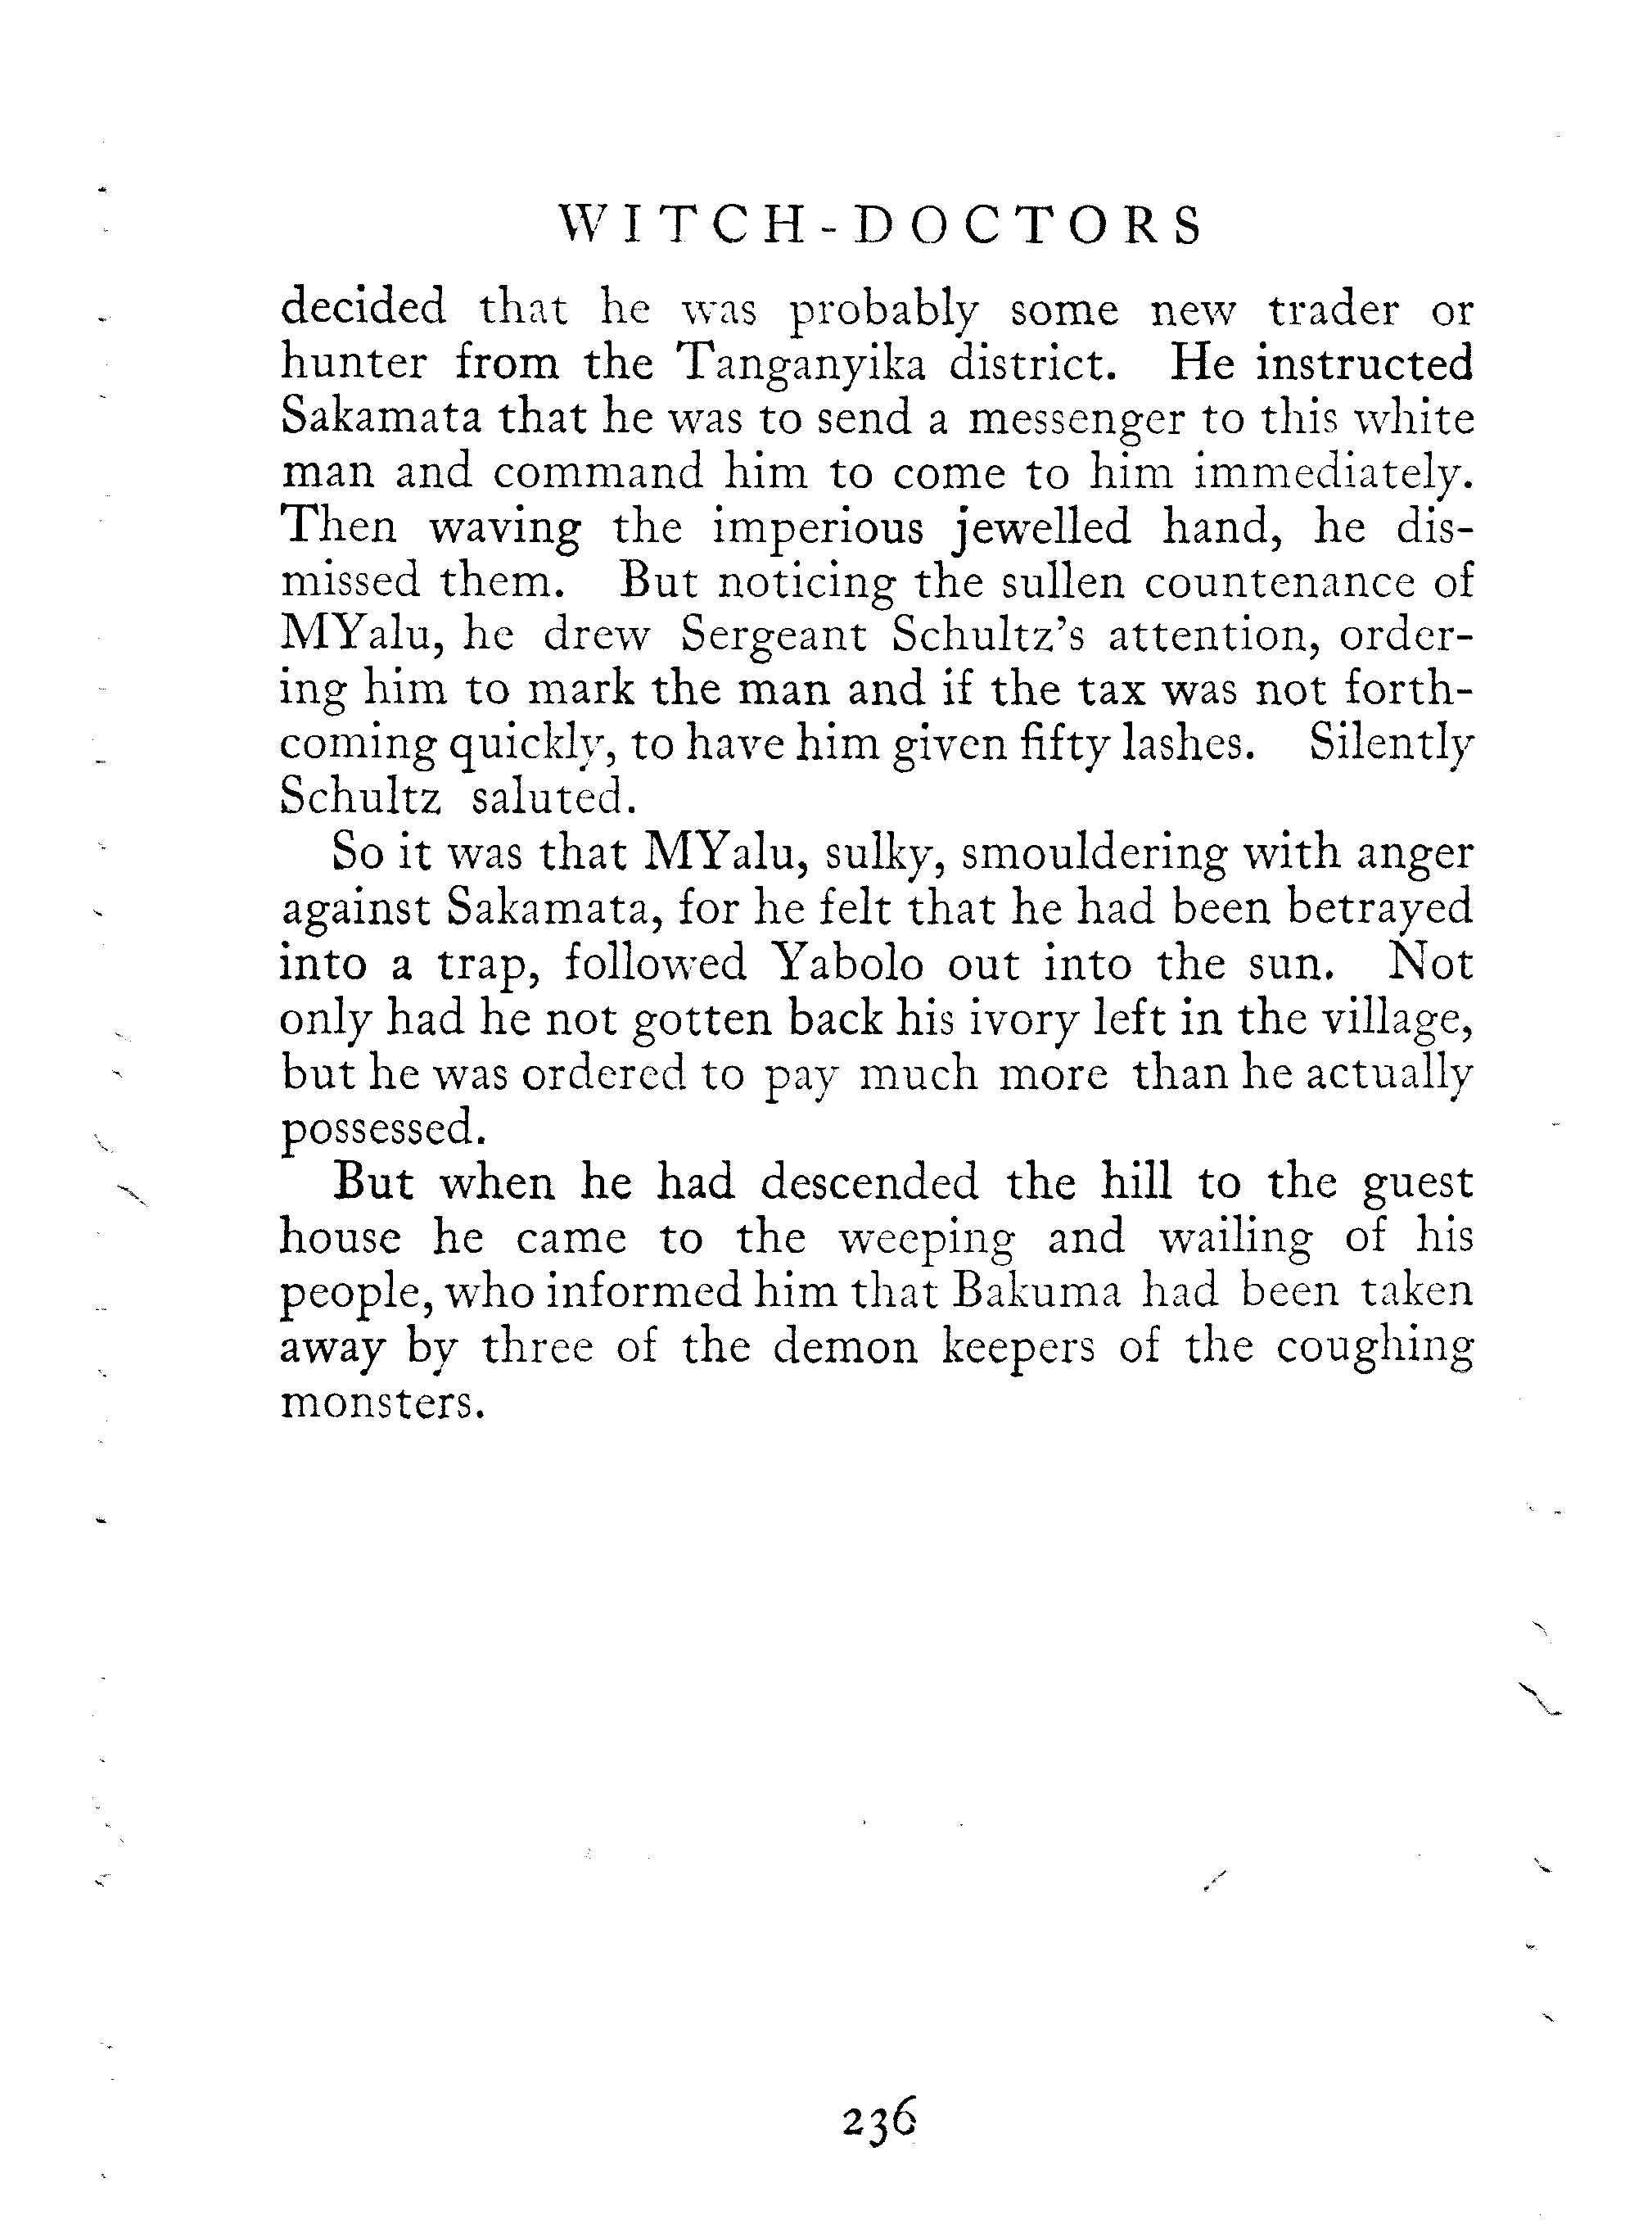 WITCH-DOCTORS
decided that he was probably some new trader or
hunter from the Tanganyika district. He instructed
Sakamata that he was to send a messenger to this white
man and command him to come to him immediately.
Then waving the imperious jewelled hand, he dis-
missed them. But noticing the sullen countenance of
MYalu, he drew Sergeant Schultz's attention, order-
ing him to mark the man and if the tax was not forth-
coming quickly, to have him given fifty lashes. Silently
Schultz saluted.
So it was that MYalu, sulky, smouldering with anger
against Sakamata, for he felt that he had been betrayed
into a trap, followed Yabolo out into the sun. Not
only had he not gotten back his ivory left in the village,
but he was ordered to pay much more than he actually
possessed.
But when he had descended the hill to the guest
house he came to the weeping and wailing of his
people, who informed him that Bakuma had been taken
away by three of the demon keepers of the coughing
monsters.
236